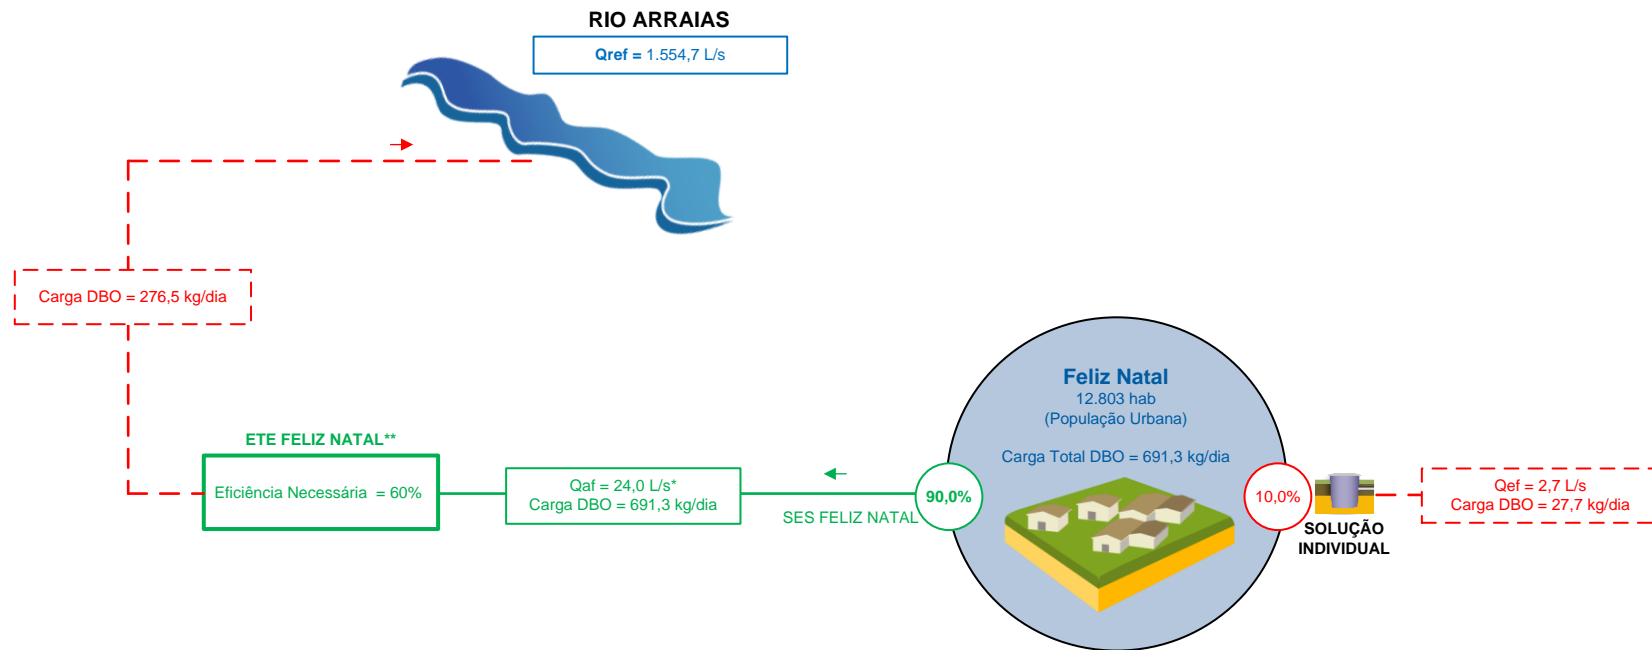 RIO ARRAIAS
Qref = 1.554,7 L/s
Carga DBO = 276,5 kg/dia
ETE FELIZ NATAL**
Eficiência Necessária = 60%
Qaf = 24,0 L/s*
Carga DBO = 691,3 kg/dia
SES FELIZ NATAL
90,0%
Feliz Natal
12.803 hab
(População Urbana)
Carga Total DBO = 691,3 kg/dia
10,0%
SOLUÇÃO
INDIVIDUAL
Qef = 2,7 L/s
Carga DBO = 27,7 kg/dia